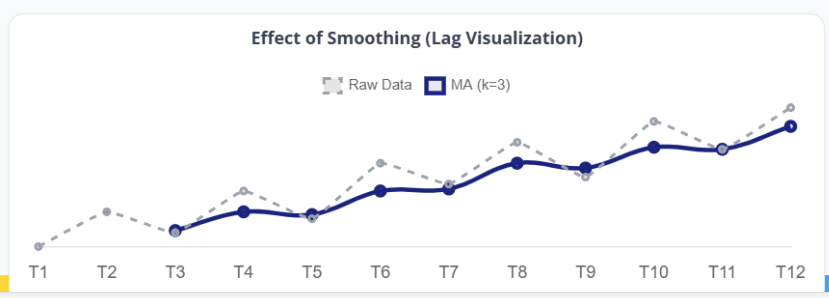 Effect of Smoothing (Lag Visualization)
Raw Data MA (k=3)
T1 T2 T3 T4 T5 T6 T7 T8 T9 T10 T11 T12